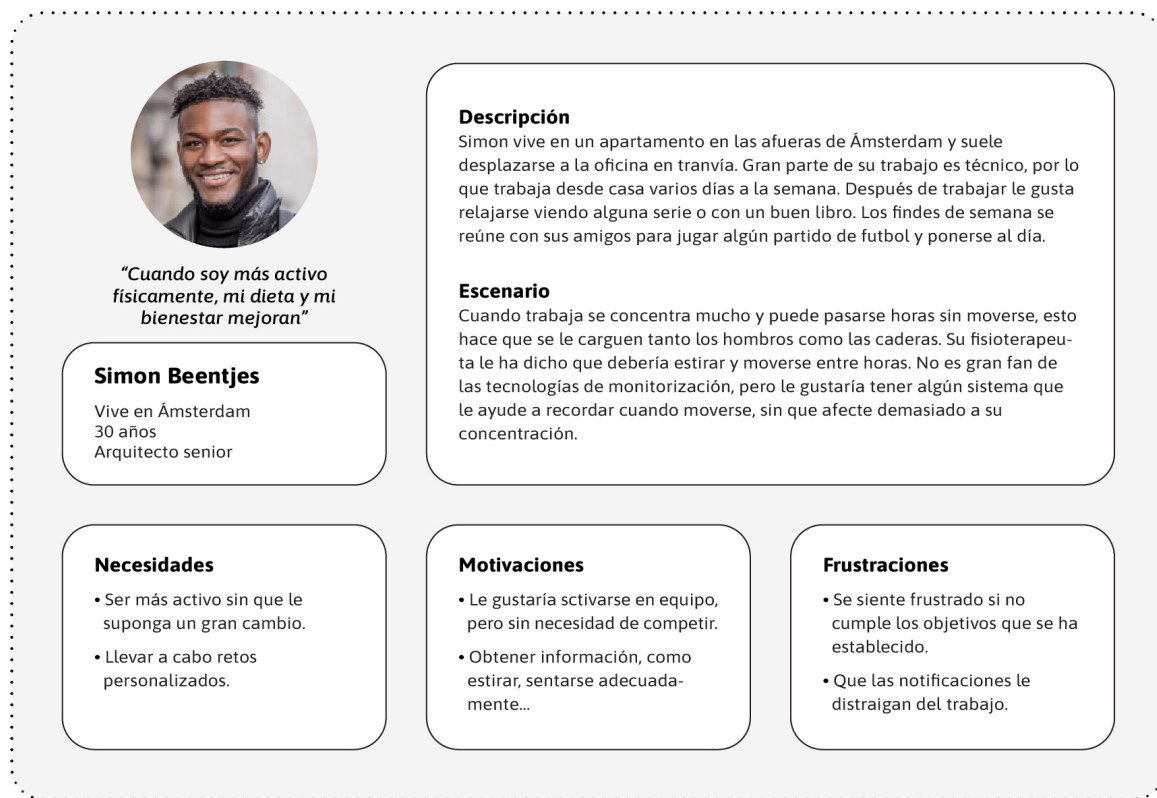 “Cuando soy más activo
físicamente, mi dieta y mi
bienestar mejoran”
Simon Beentjes
Vive en Ámsterdam
30 años
Arquitecto senior
Descripción
Simon vive en un apartamento en las afueras de Ámsterdam y suele
desplazarse a la oficina en tranvía. Gran parte de su trabajo es técnico, por lo
que trabaja desde casa varios días a la semana. Después de trabajar le gusta
relajarse viendo alguna serie o con un buen libro. Los findes de semana se
reúne con sus amigos para jugar algún partido de futbol y ponerse al día.
Escenario
Cuando trabaja se concentra mucho y puede pasarse horas sin moverse, esto
hace que se le carguen tanto los hombros como las caderas. Su fisioterapeu-
ta le ha dicho que debería estirar y moverse entre horas. No es gran fan de
las tecnologías de monitorización, pero le gustaría tener algún sistema que
le ayude a recordar cuando moverse, sin que afecte demasiado a su
concentración.
Necesidades
• Ser más activo sin que le
suponga un gran cambio.
• Llevar a cabo retos
personalizados.
Motivaciones
• Le gustaría sctivarse en equipo,
pero sin necesidad de competir.
• Obtener información, como
estirar, sentarse adecuada-
mente...
Frustraciones
• Se siente frustrado si no
cumple los objetivos que se ha
establecido.
• Que las notificaciones le
distraigan del trabajo.